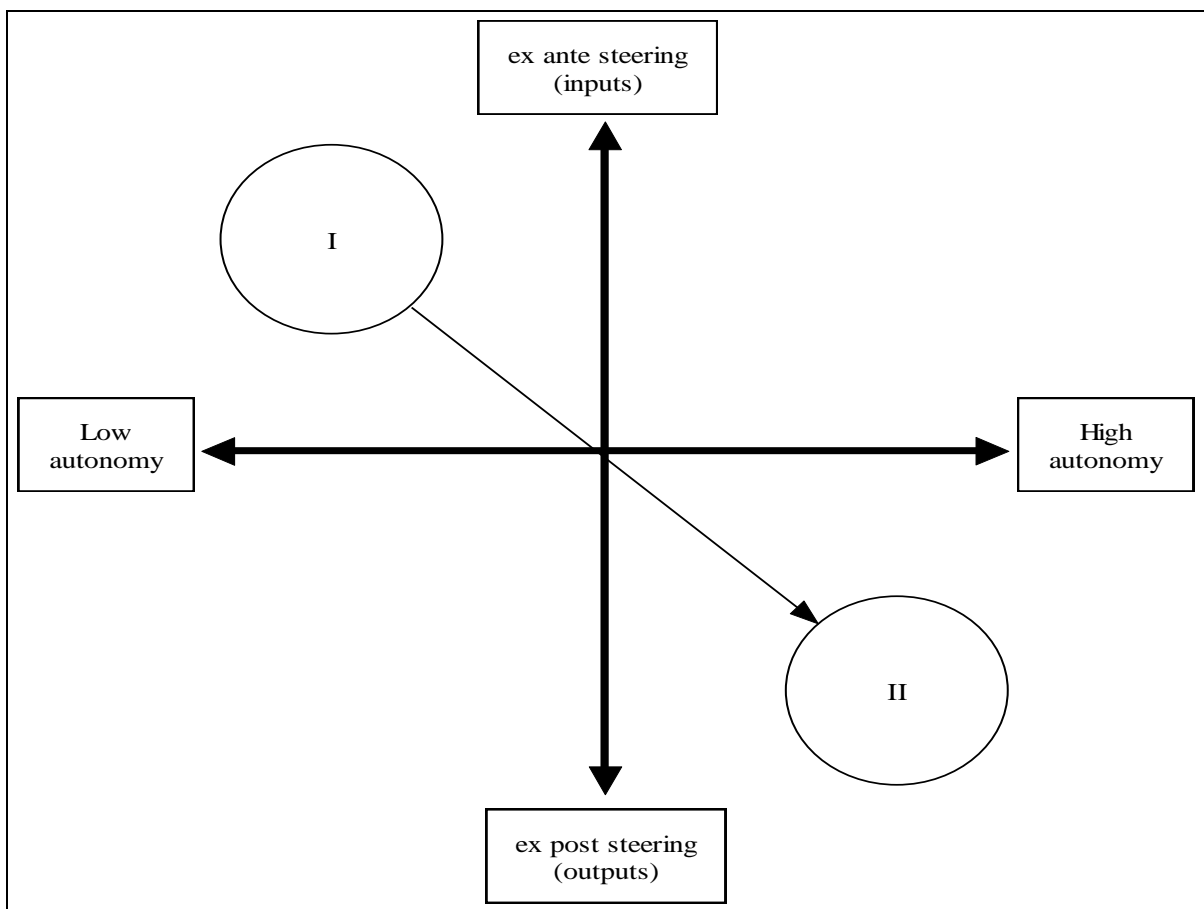 ex ante steering
(inputs)
I
Low
autonomy
High
autonomy
II
ex post steering
(outputs)